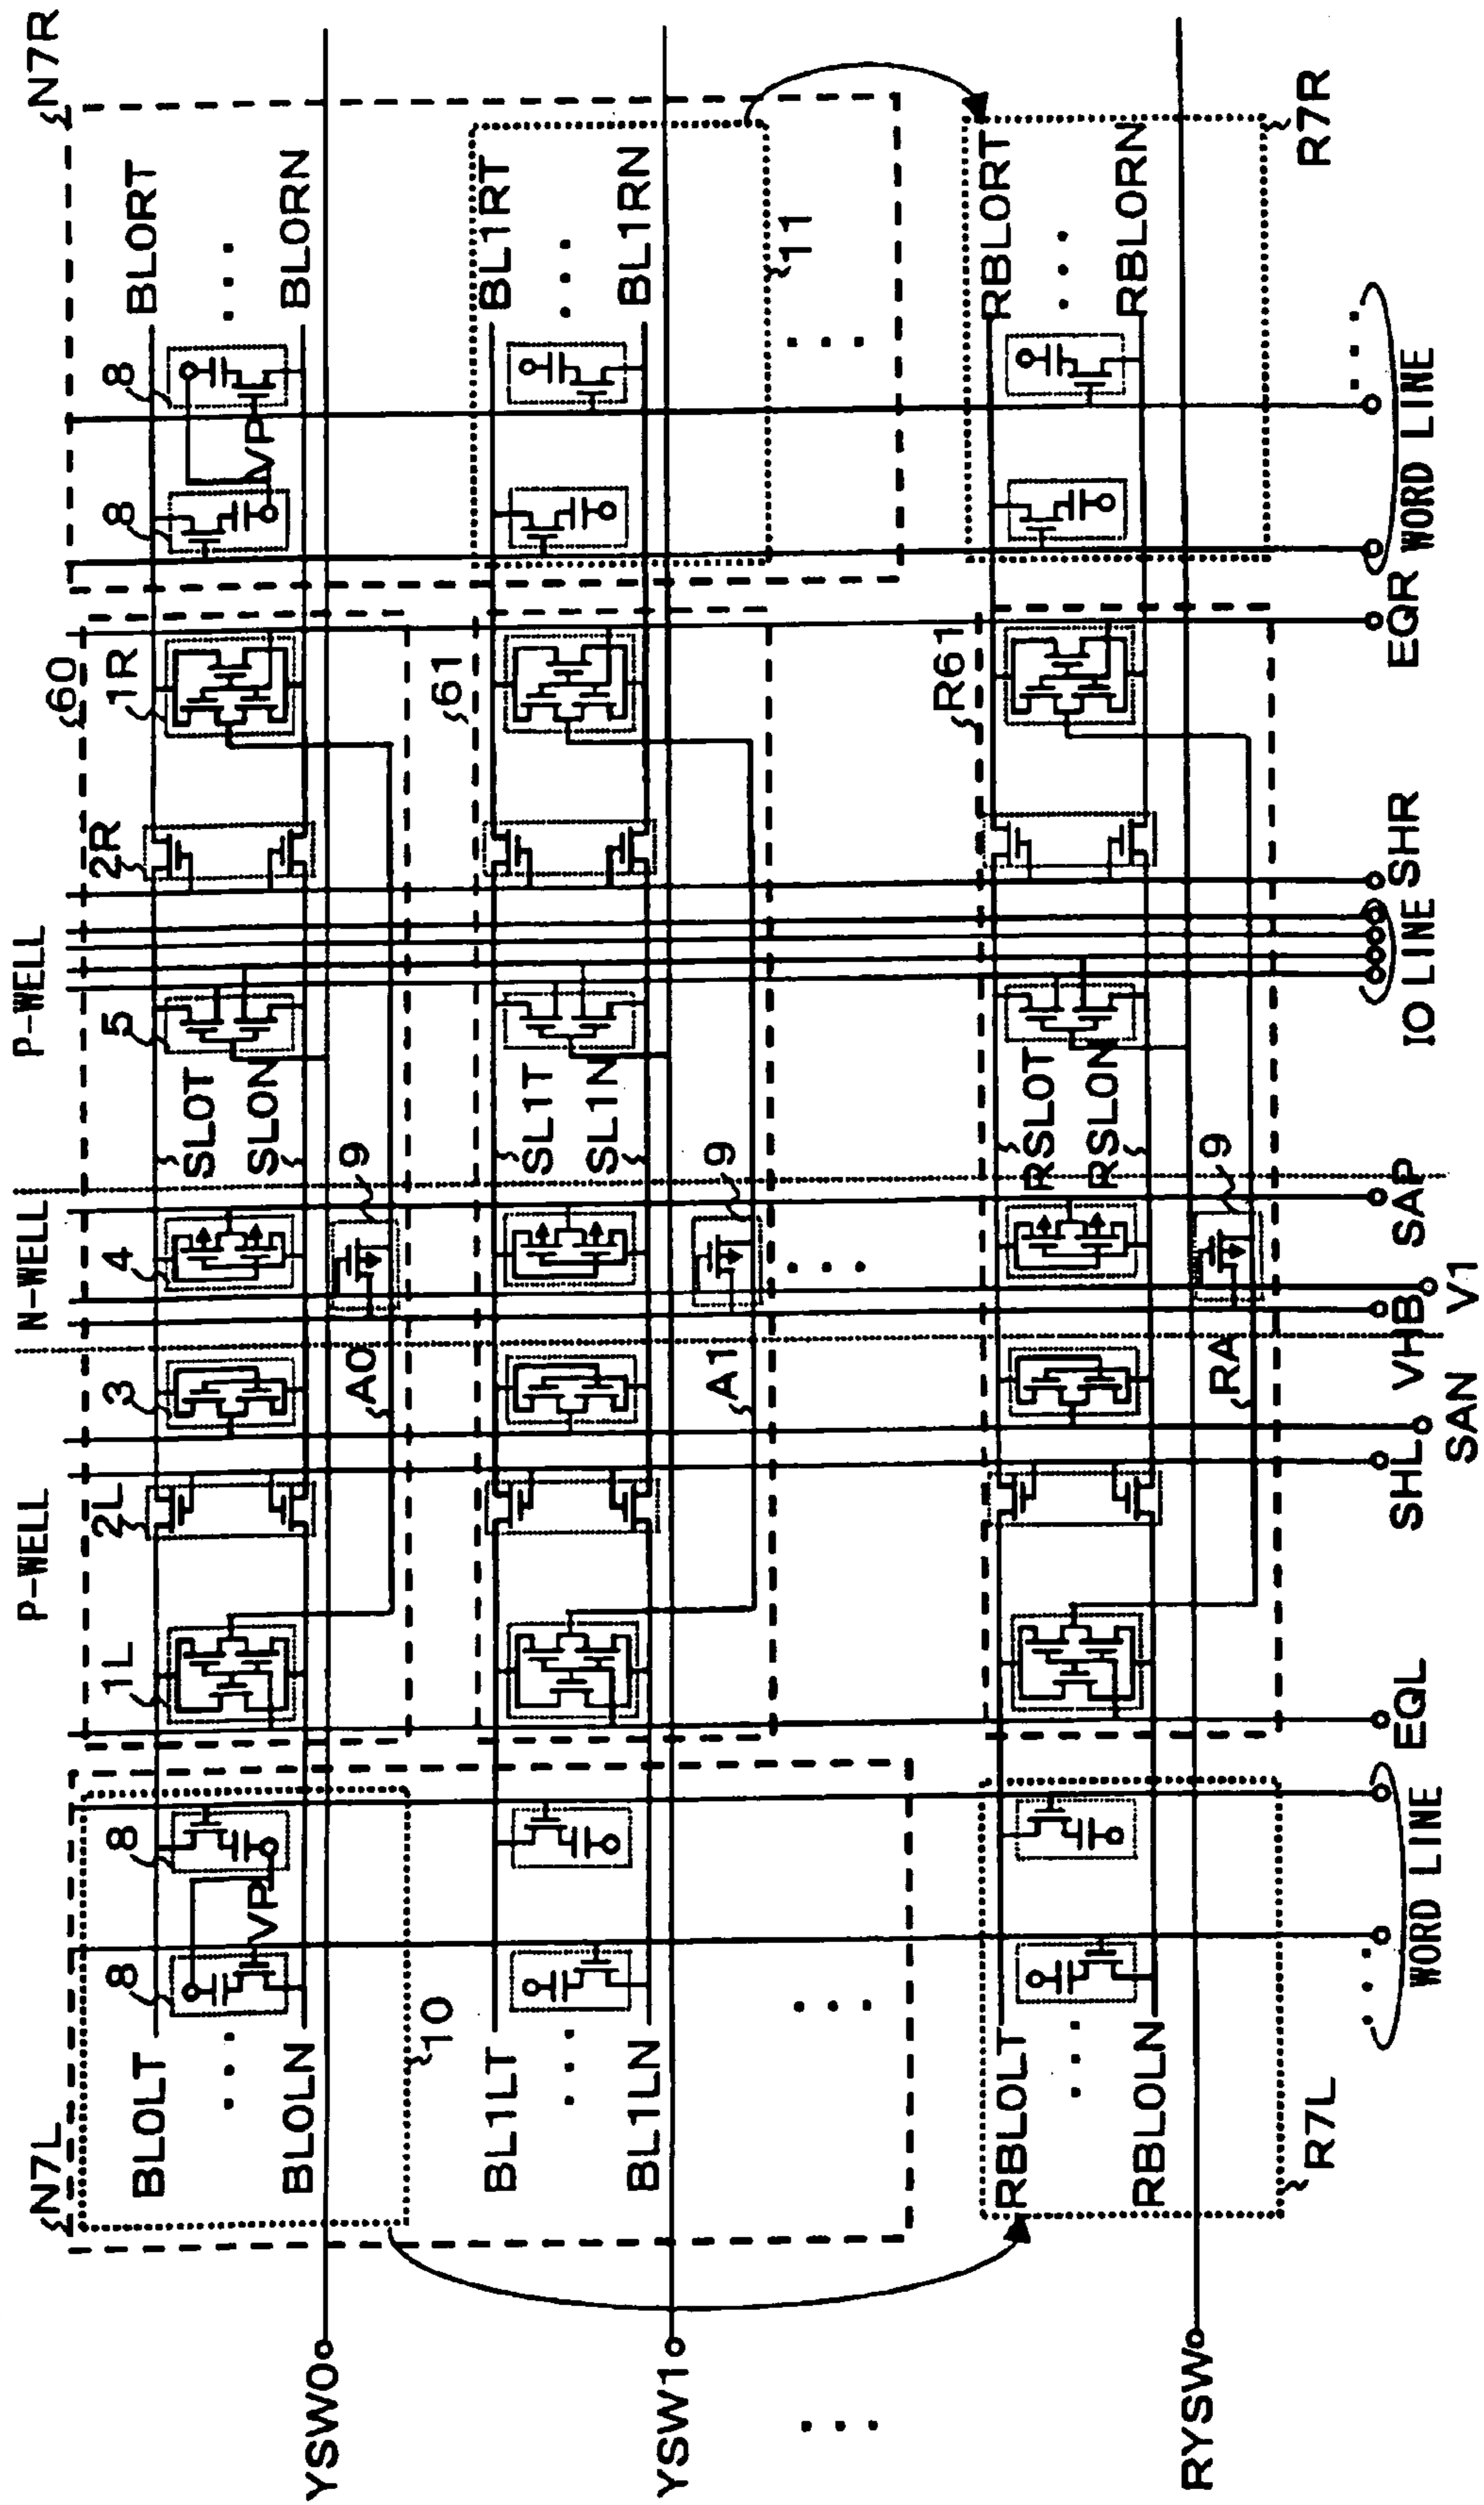 N7R
BLORT
BLORN
8
8
VP
BL1RT
BL1RN
11
RBLORT
RBLORN
R7R
WORD LINE
60
1R
61
R61
EQR
2R
SHR
P-WELL
5
SLOT
SLON
SL1T
SL1N
RSLOT
RSLON
IO LINE
N-WELL
4
9
9
9
SAP
V1
VHB
3
A0
A1
RA
SAN
P-WELL
2L
SHL
1L
EQL
N7L
8
8
VP
BLOLT
BLOLN
10
BL1LT
BL1LN
RBLOLT
RBLOLN
R7L
WORD LINE
YSW0
YSW1
RYSW